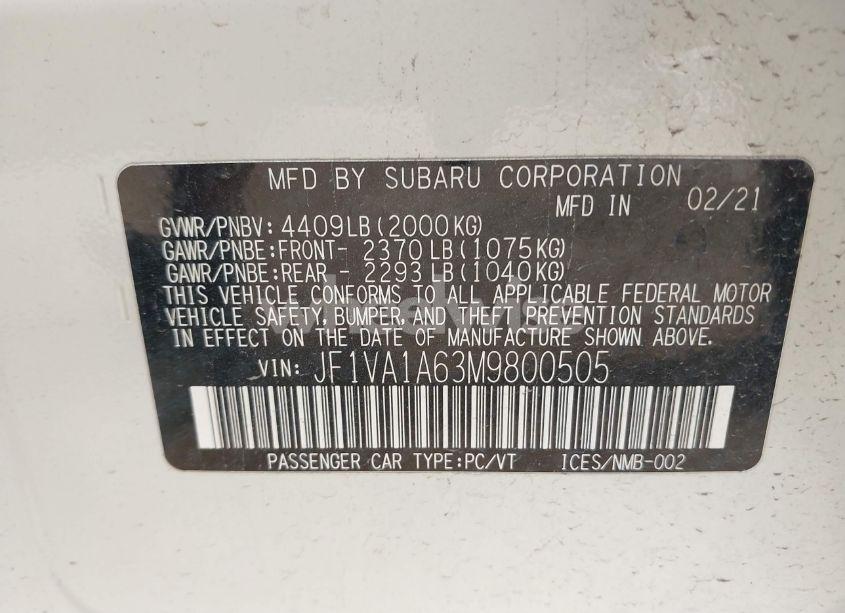 MFD BY SUBARU CORPORATION
MFD IN 02/21
GVWR/PNBV: 4409LB(2000KG)
GAWR/PNBE:FRONT- 2370LB(1075KG)
GAWR/PNBE:REAR - 2293LB(1040KG)
THIS VEHICLE CONFORMS TO ALL APPLICABLE FEDERAL MOTOR
VEHICLE SAFETY, BUMPER, AND THEFT PREVENTION STANDARDS
IN EFFECT ON THE DATE OF MANUFACTURE SHOWN ABOVE.
VIN: JF1VA1A63M9800505
PASSENGER CAR TYPE:PC/VT ICES/NMB-002